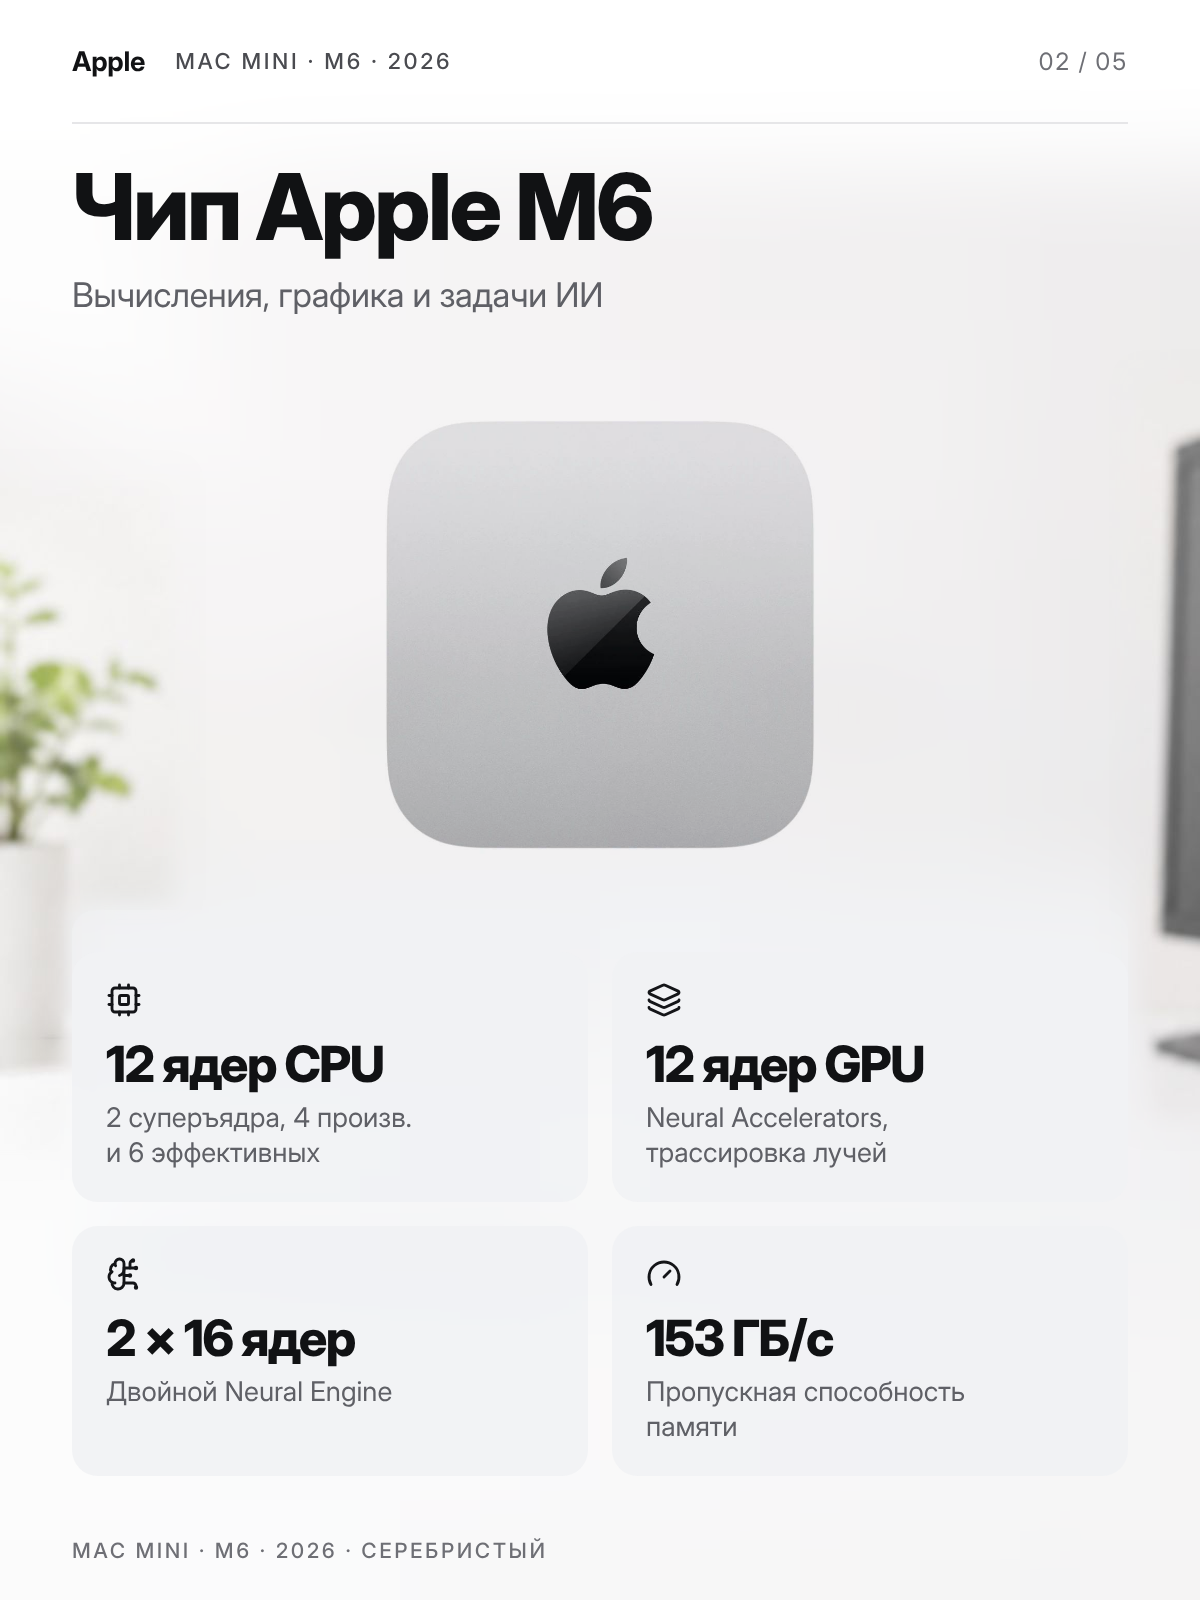 Apple MAC MINI · M6 · 2026 02 / 05
Чип Apple M6
Вычисления, графика и задачи ИИ
12 ядер CPU
2 суперъядра, 4 произв.
и 6 эффективных
12 ядер GPU
Neural Accelerators,
трассировка лучей
2 × 16 ядер
Двойной Neural Engine
153 ГБ/с
Пропускная способность
памяти
MAC MINI · M6 · 2026 · СЕРЕБРИСТЫЙ